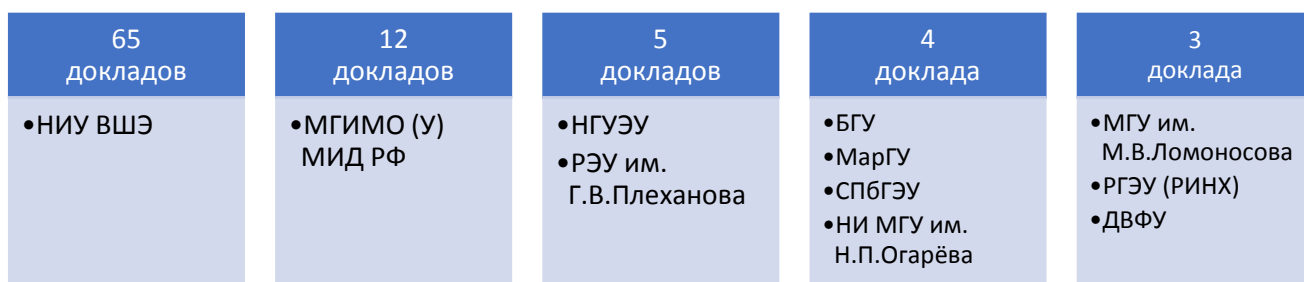 65
докладов
•НИУ ВШЭ
12
докладов
•МГИМО (У)
МИД РФ
5
докладов
•НГУЭУ
•РЭУ им.
Г.В.Плеханова
4
доклада
•БГУ
•МарГУ
•СПбГЭУ
•НИ МГУ им.
Н.П.Огарёва
3
доклада
•МГУ им.
М.В.Ломоносова
•РГЭУ (РИНХ)
•ДВФУ